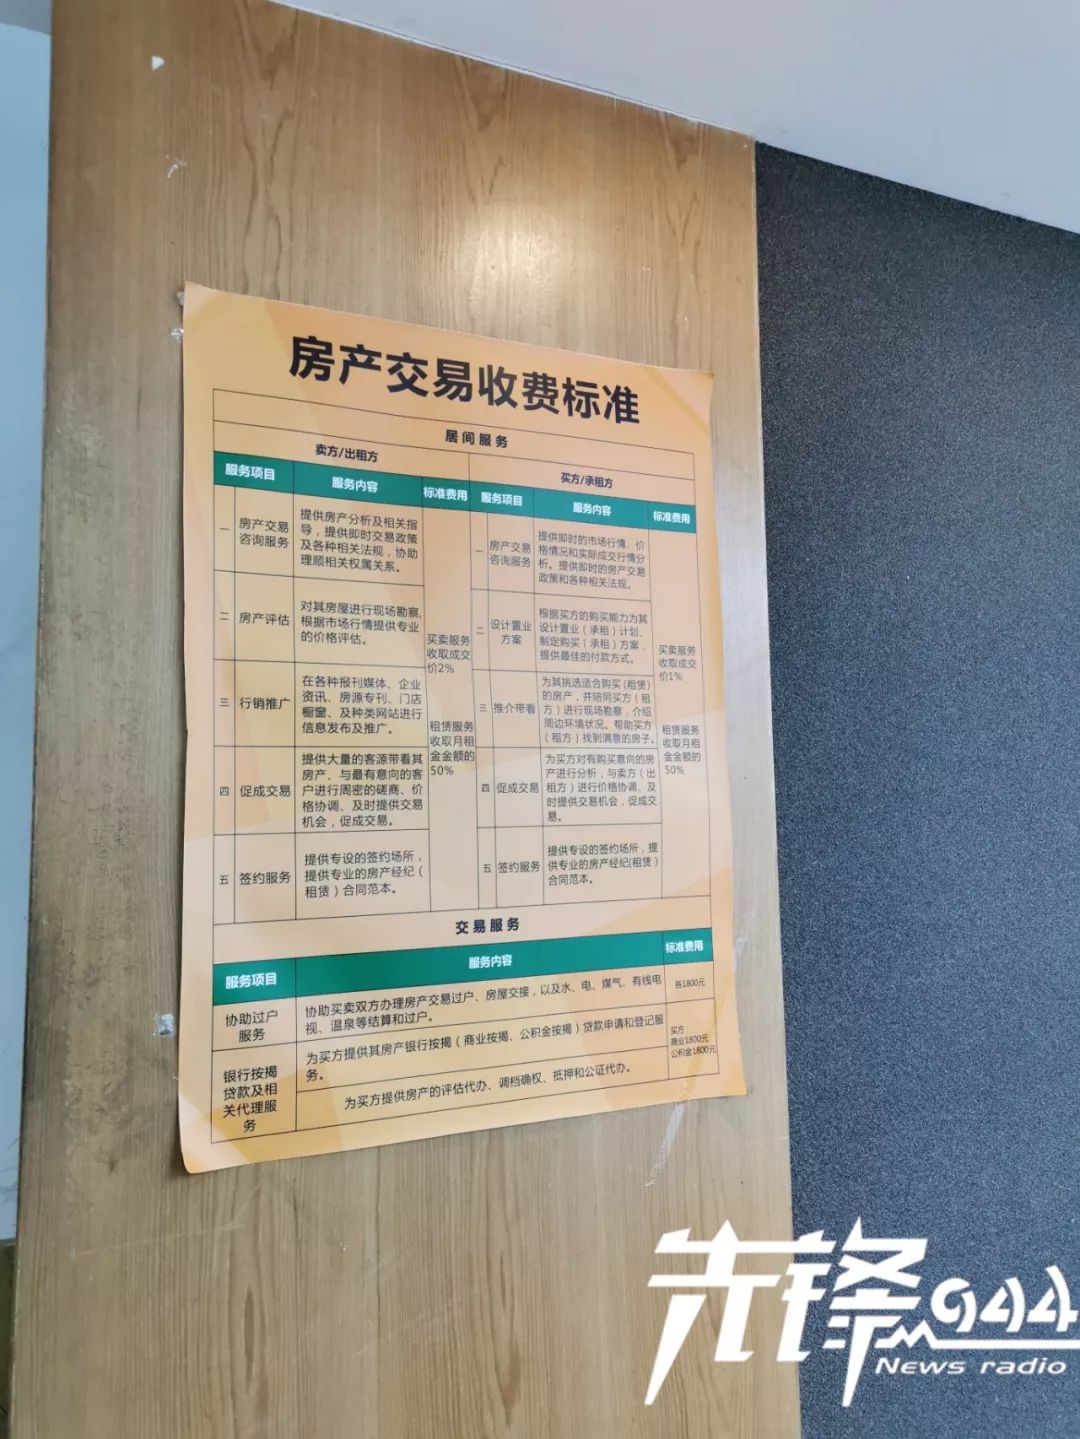 房产交易收费标准
居间服务
卖方/出租方
买方/承租方
服务项目
服务内容
标准费用
服务项目
服务内容
标准费用
一
房产交易
咨询服务
提供房产分析及相关指
导，提供即时交易政策
及各种相关法规，协助
理顺相关权属关系。
二
房产评估
对其房屋进行现场勘察,
根据市场行情提供专业
的价格评估。
三
行销推广
在各种报刊媒体、企业
资讯、房源专刊、门店
橱窗、及种类网站进行
信息发布及推广。
四
促成交易
提供大量的客源带看其
房产、与最有意向的客
户进行周密的磋商、价
格协调、及时提供交易
机会，促成交易。
五
签约服务
提供专设的签约场所，
提供专业的房产经纪（
租赁）合同范本。
买卖服务
收取成交
价2%
租赁服务
收取月租
金金额的
50%
一
房产交易
咨询服务
提供即时的市场行情、价
格情况和实际成交行情分
析。提供即时的房产交易
政策和各种相关法规。
二
设计置业
方案
根据买方的购买能力为其
设计置业（承租）计划、
制定购买（承租）方案，
提供最佳的付款方式。
三
推介带看
为其挑选适合购买(租赁)
的房产，并陪同买方（租
方）进行现场勘察，介绍
周边环境状况。帮助买方
（租方）找到满意的房子。
四
促成交易
为买方对有购买意向的房
产进行分析，与卖方（出
租方）进行价格协调、及
时提供交易机会，促成交
易。
五
签约服务
提供专设的签约场所，提
供专业的房产经纪(租赁)
合同范本。
买卖服务
收取成交
价1%
租赁服务
收取月租
金金额的
50%
交易服务
服务项目
服务内容
标准费用
协助过户
服务
协助买卖双方办理房产交易过户、房屋交接，以及水、电、煤气、有线电
视、温泉等结算和过户。
各1800元
银行按揭
贷款及相
关代理服
务
为买方提供其房产银行按揭（商业按揭、公积金按揭）贷款申请和登记服
务。
为买方提供房产的评估代办、调档确权、抵押和公证代办。
买方：
商业1800元
公积金1800元
先锋944
News radio